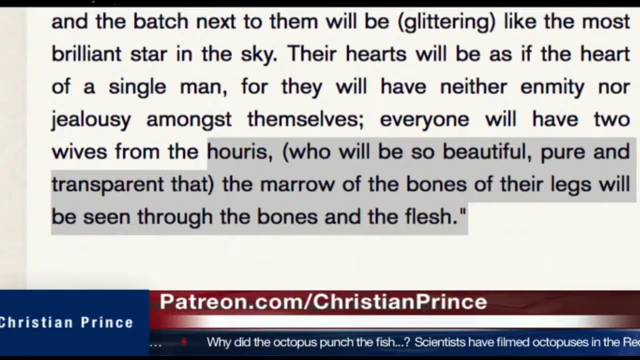 and the batch next to them will be (glittering) like the most
brilliant star in the sky. Their hearts will be as if the heart
of a single man, for they will have neither enmity nor
jealousy amongst themselves; everyone will have two
wives from the houris, (who will be so beautiful, pure and
transparent that) the marrow of the bones of their legs will
be seen through the bones and the flesh."
Patreon.com/ChristianPrince
Christian Prince
... Why did the octopus punch the fish...? Scientists have filmed octopuses in the Re